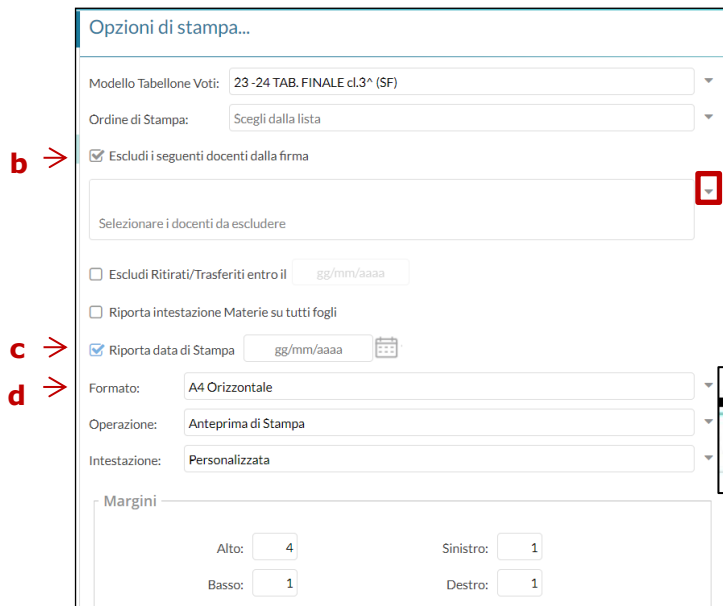 Opzioni di stampa...
Modello Tabellone Voti: 23 -24 TAB. FINALE cl.3^ (SF)
Ordine di Stampa: Scegli dalla lista
b Escludi i seguenti docenti dalla firma
Selezionare i docenti da escludere
Escludi Ritirati/Trasferiti entro il gg/mm/aaaa
Riporta intestazione Materie su tutti fogli
c Riporta data di Stampa gg/mm/aaaa
d Formato: A4 Orizzontale
Operazione: Anteprima di Stampa
Intestazione: Personalizzata
Margini
Alto: 4 Sinistro: 1
Basso: 1 Destro: 1